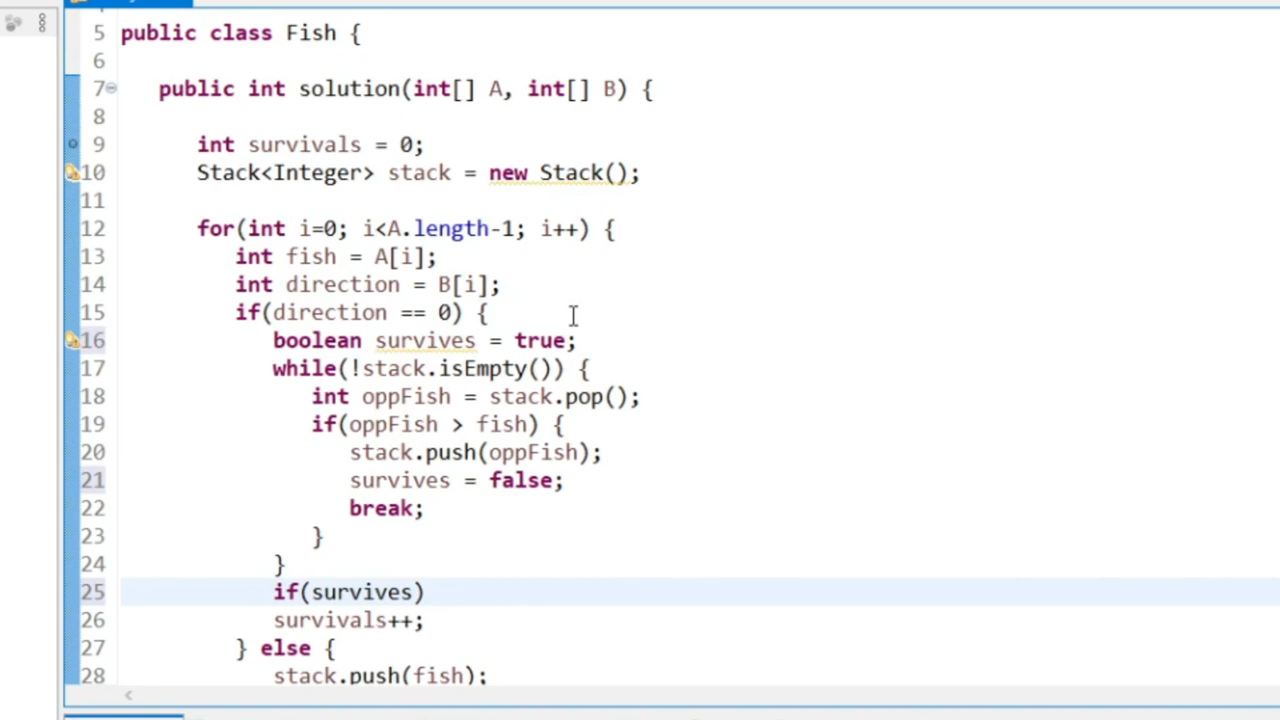 5 public class Fish {
6
7 public int solution(int[] A, int[] B) {
8
9 int survivals = 0;
10 Stack<Integer> stack = new Stack();
11
12 for(int i=0; i<A.length-1; i++) {
13 int fish = A[i];
14 int direction = B[i];
15 if(direction == 0) {
16 boolean survives = true;
17 while(!stack.isEmpty()) {
18 int oppFish = stack.pop();
19 if(oppFish > fish) {
20 stack.push(oppFish);
21 survives = false;
22 break;
23 }
24 }
25 if(survives)
26 survivals++;
27 } else {
28 stack.push(fish);